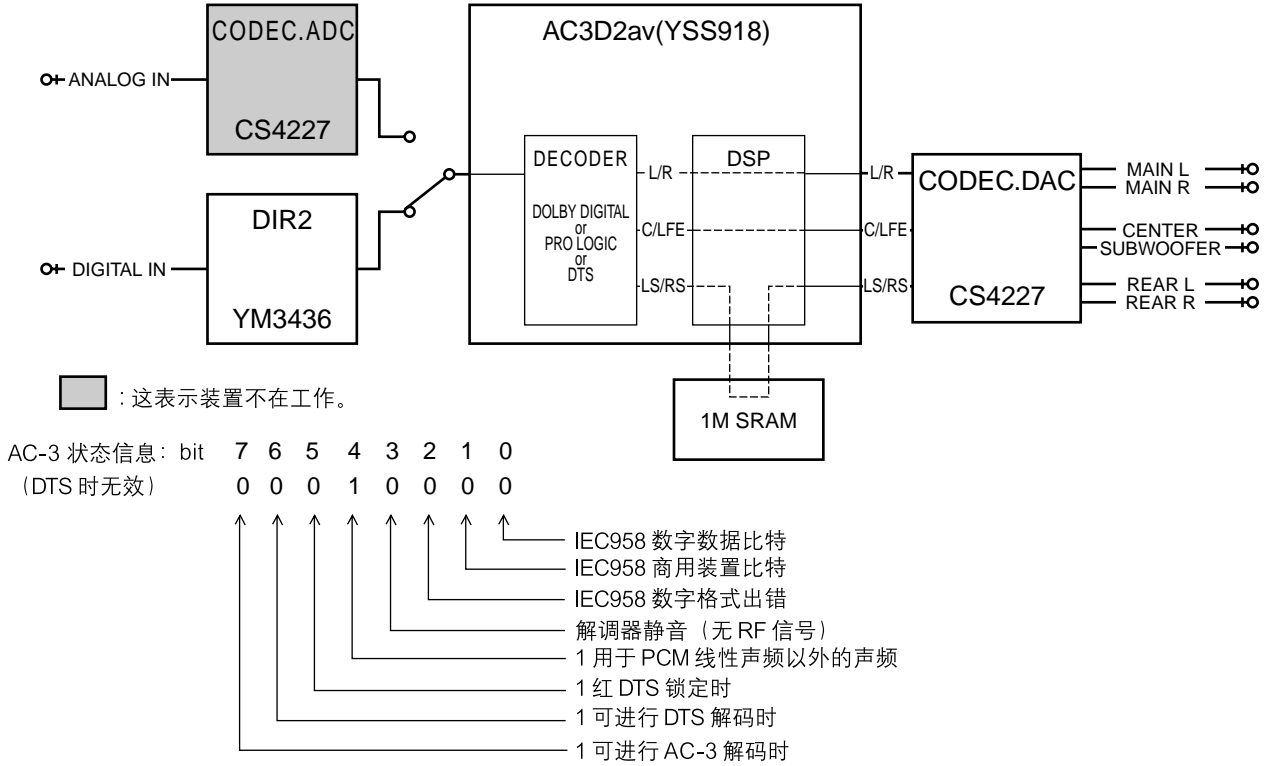 CODEC.ADC
AC3D2av(YSS918)
ANALOG IN
CS4227
DECODER
DSP
L/R
L/R
CODEC.DAC
MAIN L
MAIN R
DIR2
DOLBY DIGITAL
or
PRO LOGIC
or
DTS
C/LFE
C/LFE
CENTER
SUBWOOFER
DIGITAL IN
LS/RS
LS/RS
CS4227
REAR L
REAR R
YM3436
: 这表示装置不在工作。
1M SRAM
AC-3 状态信息: bit 7 6 5 4 3 2 1 0
（DTS 时无效） 0 0 0 1 0 0 0 0
IEC958 数字数据比特
IEC958 商用装置比特
IEC958 数字格式出错
解调器静音（无 RF 信号）
1 用于 PCM 线性声频以外的声频
1 红 DTS 锁定时
1 可进行 DTS 解码时
1 可进行 AC-3 解码时